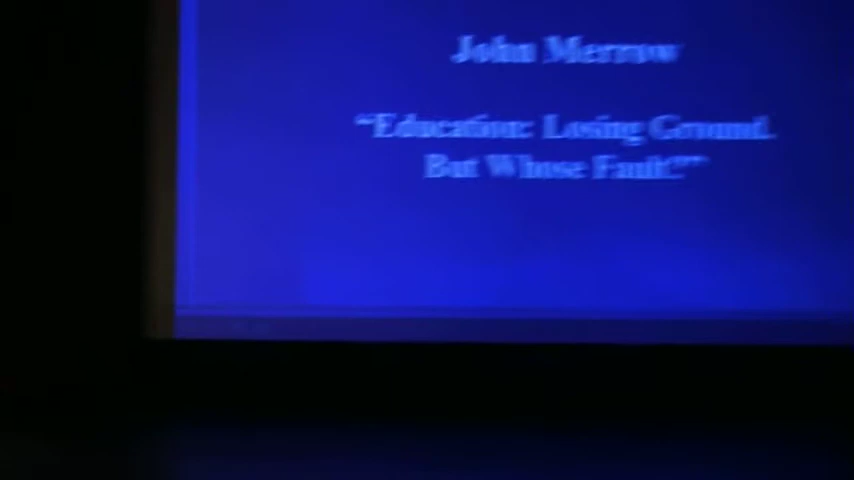 John Merrow
“Education: Losing Ground.
But Whose Fault?”